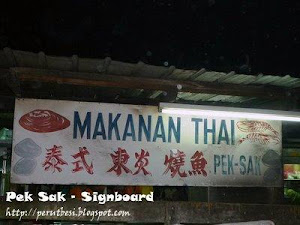 MAKANAN THAI
泰式 東炎 燒魚 PEK-SAK
Pek Sak - Signboard
http://perutbesi.blogspot.com